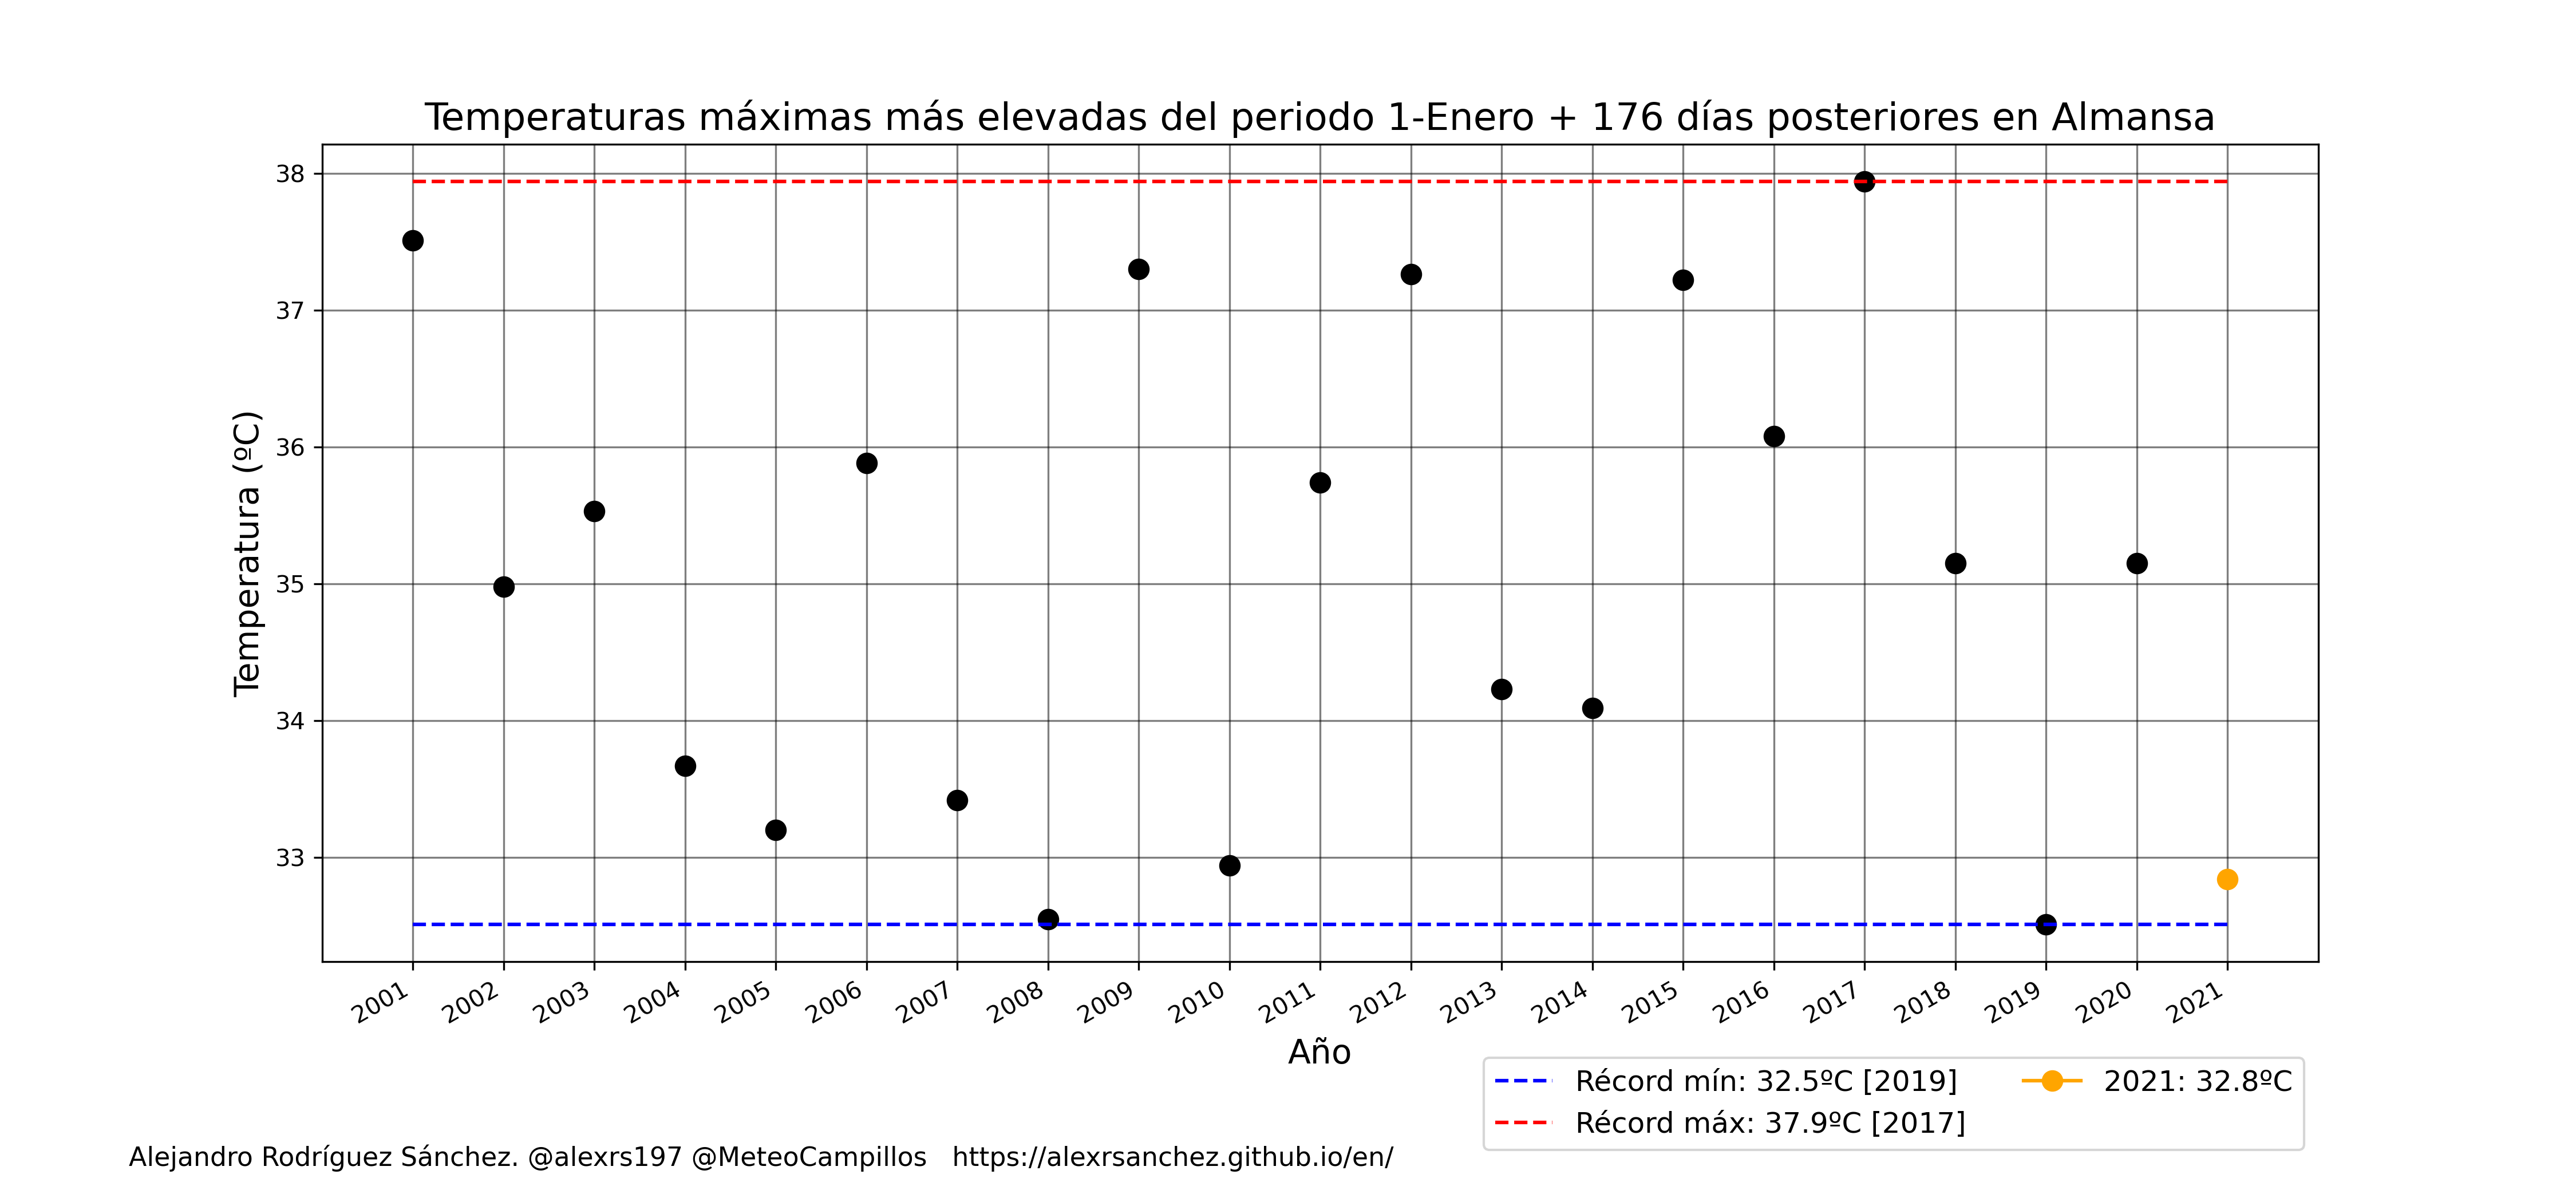 Temperaturas máximas más elevadas del periodo 1-Enero + 176 días posteriores en Almansa
Temperatura (ºC)
38
37
36
35
34
33
2001 2002 2003 2004 2005 2006 2007 2008 2009 2010 2011 2012 2013 2014 2015 2016 2017 2018 2019 2020 2021
Año
Récord mín: 32.5ºC [2019]
Récord máx: 37.9ºC [2017]
2021: 32.8ºC
Alejandro Rodríguez Sánchez. @alexrs197 @MeteoCampillos https://alexrsanchez.github.io/en/